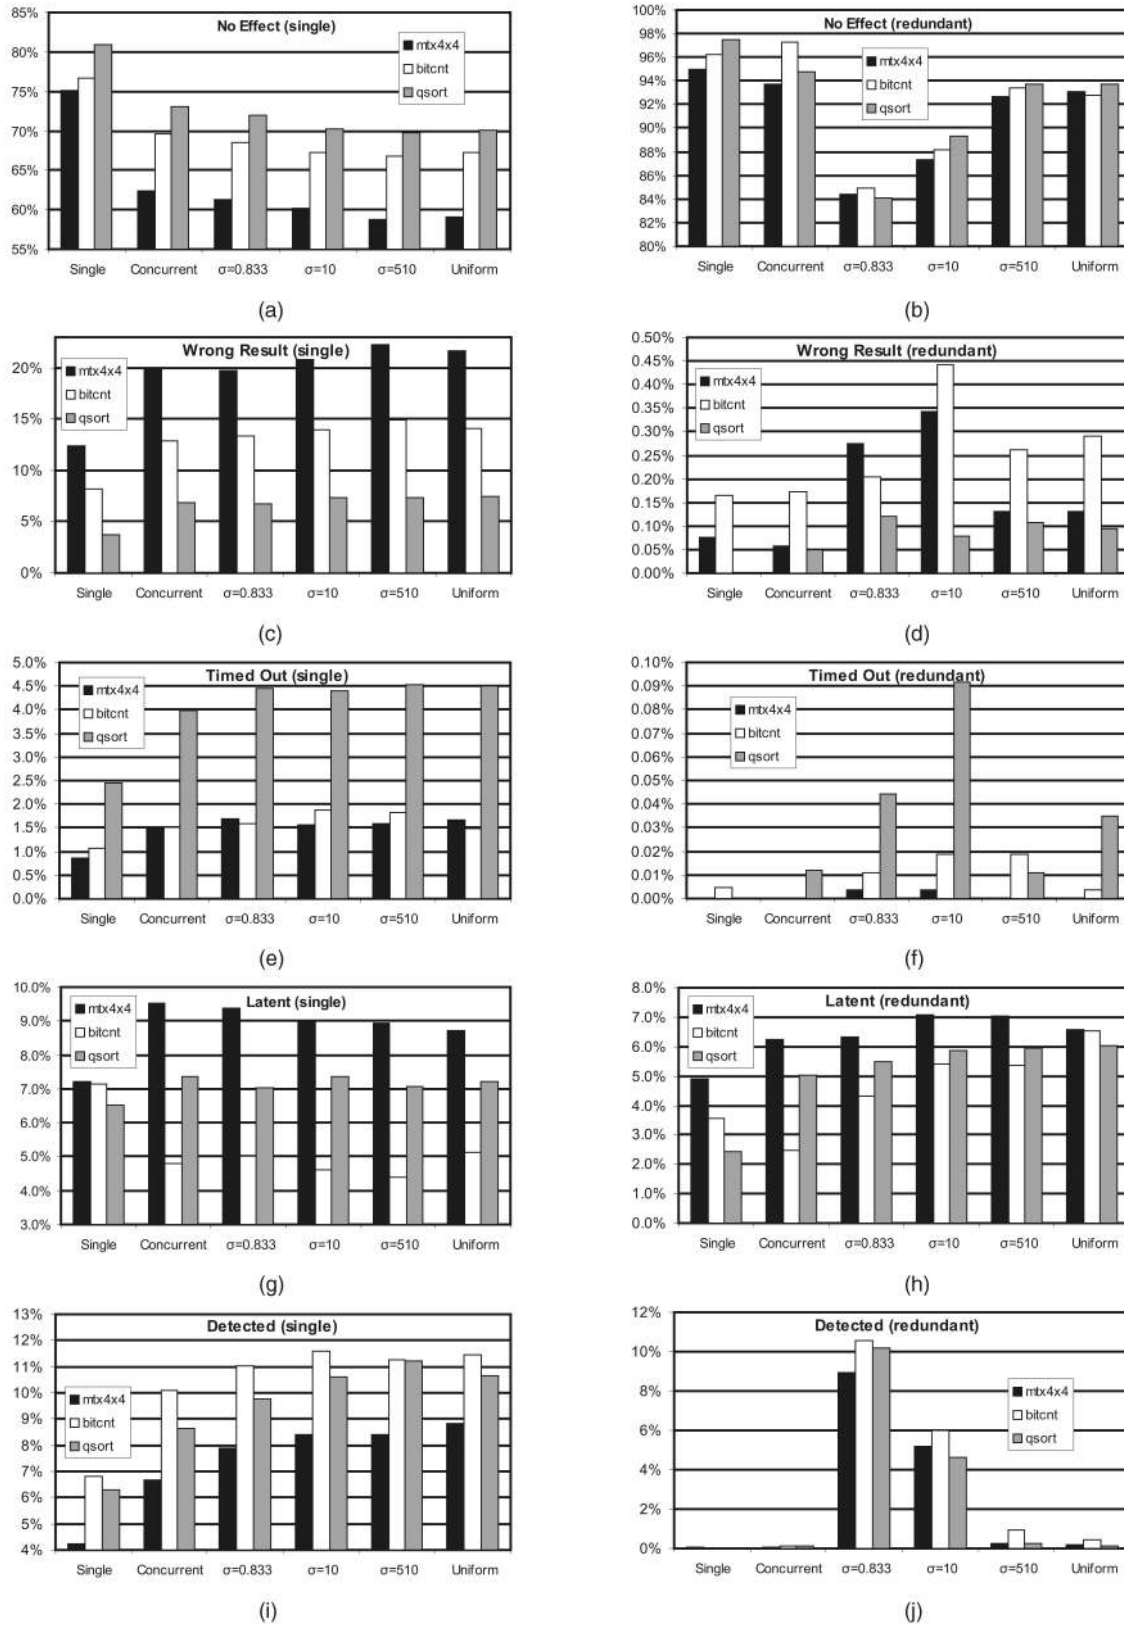 No Effect (single)
85%
80%
75%
70%
65%
60%
55%
mtx4x4
bitcnt
qsort
Single Concurrent σ=0.833 σ=10 σ=510 Uniform
(a)
No Effect (redundant)
100%
98%
96%
94%
92%
90%
88%
86%
84%
82%
80%
mtx4x4
bitcnt
qsort
Single Concurrent σ=0.833 σ=10 σ=510 Uniform
(b)
Wrong Result (single)
20%
15%
10%
5%
0%
mtx4x4
bitcnt
qsort
Single Concurrent σ=0.833 σ=10 σ=510 Uniform
(c)
Wrong Result (redundant)
0.50%
0.45%
0.40%
0.35%
0.30%
0.25%
0.20%
0.15%
0.10%
0.05%
0.00%
mtx4x4
bitcnt
qsort
Single Concurrent σ=0.833 σ=10 σ=510 Uniform
(d)
Timed Out (single)
5.0%
4.5%
4.0%
3.5%
3.0%
2.5%
2.0%
1.5%
1.0%
0.5%
0.0%
mtx4x4
bitcnt
qsort
Single Concurrent σ=0.833 σ=10 σ=510 Uniform
(e)
Timed Out (redundant)
0.10%
0.09%
0.08%
0.07%
0.06%
0.05%
0.04%
0.03%
0.02%
0.01%
0.00%
mtx4x4
bitcnt
qsort
Single Concurrent σ=0.833 σ=10 σ=510 Uniform
(f)
Latent (single)
10.0%
9.0%
8.0%
7.0%
6.0%
5.0%
4.0%
3.0%
mtx4x4
bitcnt
qsort
Single Concurrent σ=0.833 σ=10 σ=510 Uniform
(g)
Latent (redundant)
8.0%
7.0%
6.0%
5.0%
4.0%
3.0%
2.0%
1.0%
0.0%
mtx4x4
bitcnt
qsort
Single Concurrent σ=0.833 σ=10 σ=510 Uniform
(h)
Detected (single)
13%
12%
11%
10%
9%
8%
7%
6%
5%
4%
mtx4x4
bitcnt
qsort
Single Concurrent σ=0.833 σ=10 σ=510 Uniform
(i)
Detected (redundant)
12%
10%
8%
6%
4%
2%
0%
mtx4x4
bitcnt
qsort
Single Concurrent σ=0.833 σ=10 σ=510 Uniform
(j)